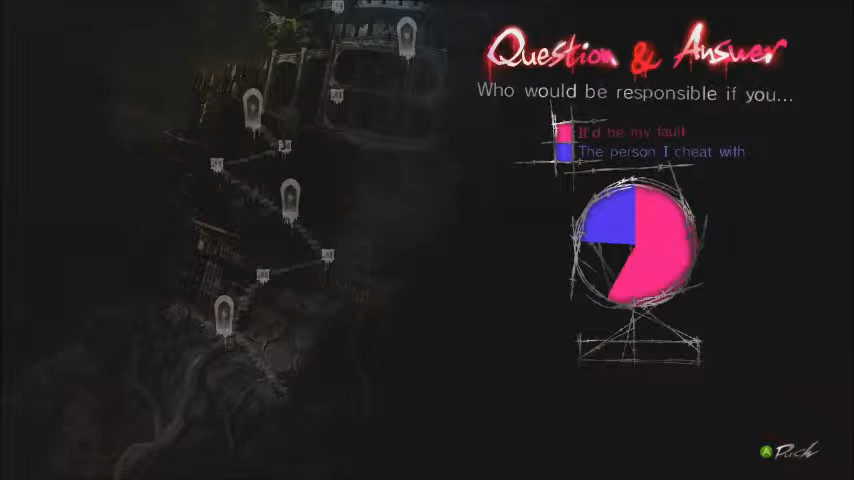 Question & Answer
Who would be responsible if you...
It'd be my fault
The person I cheat with
A Push